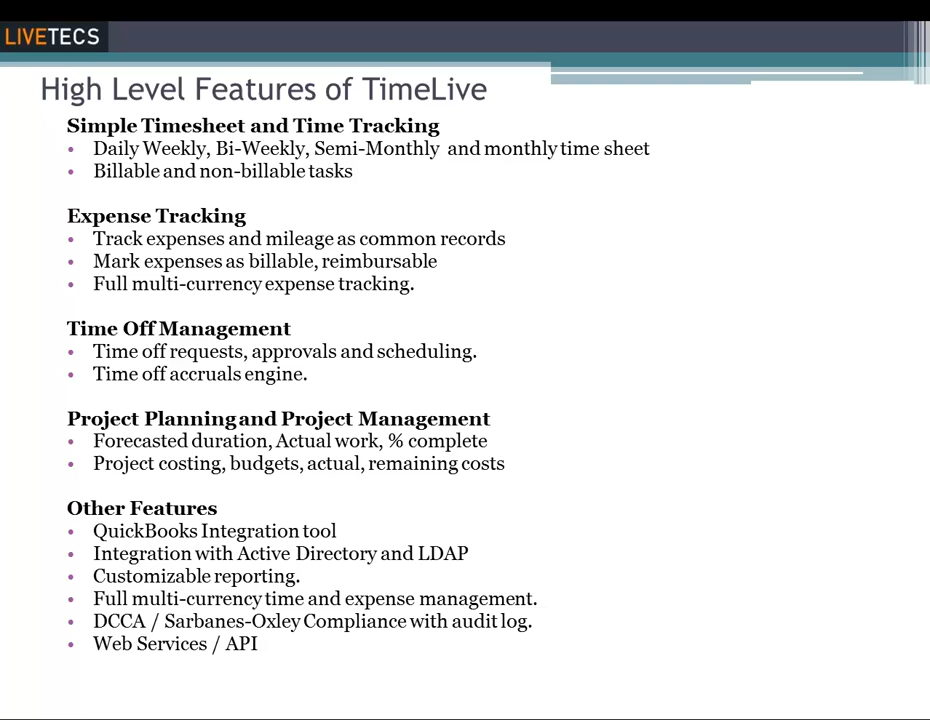 LIVETECS
High Level Features of TimeLive
Simple Timesheet and Time Tracking
• Daily Weekly, Bi-Weekly, Semi-Monthly and monthly time sheet
• Billable and non-billable tasks
Expense Tracking
• Track expenses and mileage as common records
• Mark expenses as billable, reimbursable
• Full multi-currency expense tracking.
Time Off Management
• Time off requests, approvals and scheduling.
• Time off accruals engine.
Project Planning and Project Management
• Forecasted duration, Actual work, % complete
• Project costing, budgets, actual, remaining costs
Other Features
• QuickBooks Integration tool
• Integration with Active Directory and LDAP
• Customizable reporting.
• Full multi-currency time and expense management.
• DCCA / Sarbanes-Oxley Compliance with audit log.
• Web Services / API